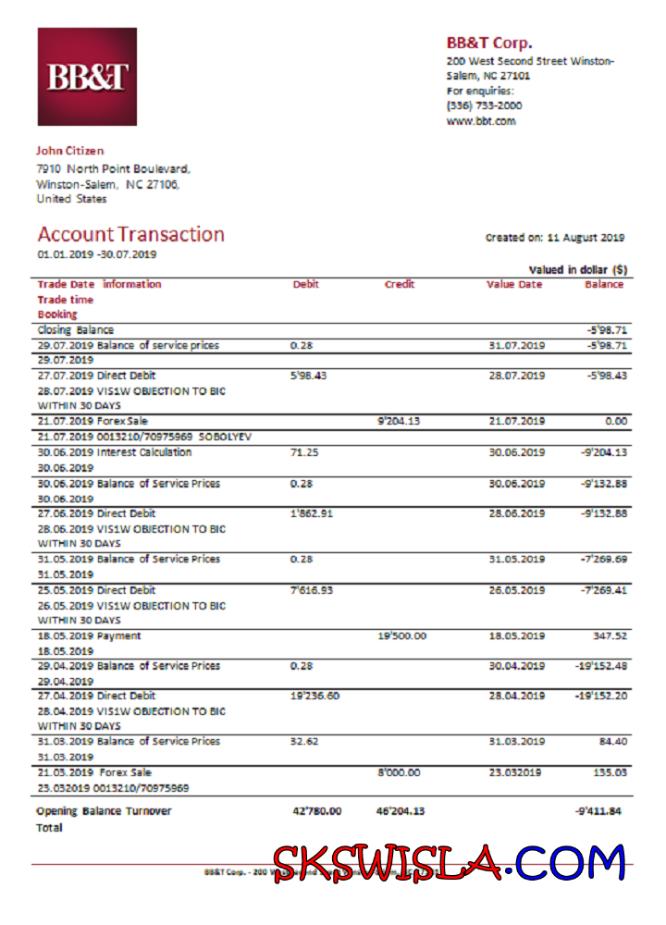 BB&T
BB&T Corp.
200 West Second Street Winston-
Salem, NC 27101
For enquiries:
(336) 733-2000
www.bbt.com
John Citizen
7910 North Point Boulevard,
Winston-Salem, NC 27106,
United States
Account Transaction
Created on: 11 August 2019
01.01.2019 -30.07.2019
Valued in dollar ($)
Trade Date information Debit Credit Value Date Balance
Trade time
Booking
Closing Balance -5'98.71
29.07.2019 Balance of service prices 0.28 31.07.2019 -5'98.71
29.07.2019
27.07.2019 Direct Debit 5'98.43 28.07.2019 -5'98.43
28.07.2019 VIS1W OBJECTION TO BIC
WITHIN 30 DAYS
21.07.2019 Forex Sale 9'204.13 21.07.2019 0.00
21.07.2019 0013210/70975969 SOBOLYEV
30.06.2019 Interest Calculation 71.25 30.06.2019 -9'204.13
30.06.2019
30.06.2019 Balance of Service Prices 0.28 30.06.2019 -9'132.88
30.06.2019
27.06.2019 Direct Debit 1'862.91 28.06.2019 -9'132.88
28.06.2019 VIS1W OBJECTION TO BIC
WITHIN 30 DAYS
31.05.2019 Balance of Service Prices 0.28 31.05.2019 -7'269.69
31.05.2019
25.05.2019 Direct Debit 7'616.93 26.05.2019 -7'269.41
26.05.2019 VIS1W OBJECTION TO BIC
WITHIN 30 DAYS
18.05.2019 Payment 19'500.00 18.05.2019 347.52
18.05.2019
29.04.2019 Balance of Service Prices 0.28 30.04.2019 -19'152.48
29.04.2019
27.04.2019 Direct Debit 19'236.60 28.04.2019 -19'152.20
28.04.2019 VIS1W OBJECTION TO BIC
WITHIN 30 DAYS
31.03.2019 Balance of Service Prices 32.62 31.03.2019 84.40
31.03.2019
21.03.2019 Forex Sale 8'000.00 23.032019 135.03
23.032019 0013210/70975969
Opening Balance Turnover 42'780.00 46'204.13 -9'411.84
Total
SKSWISLA.COM
BB&T Corp. - 200